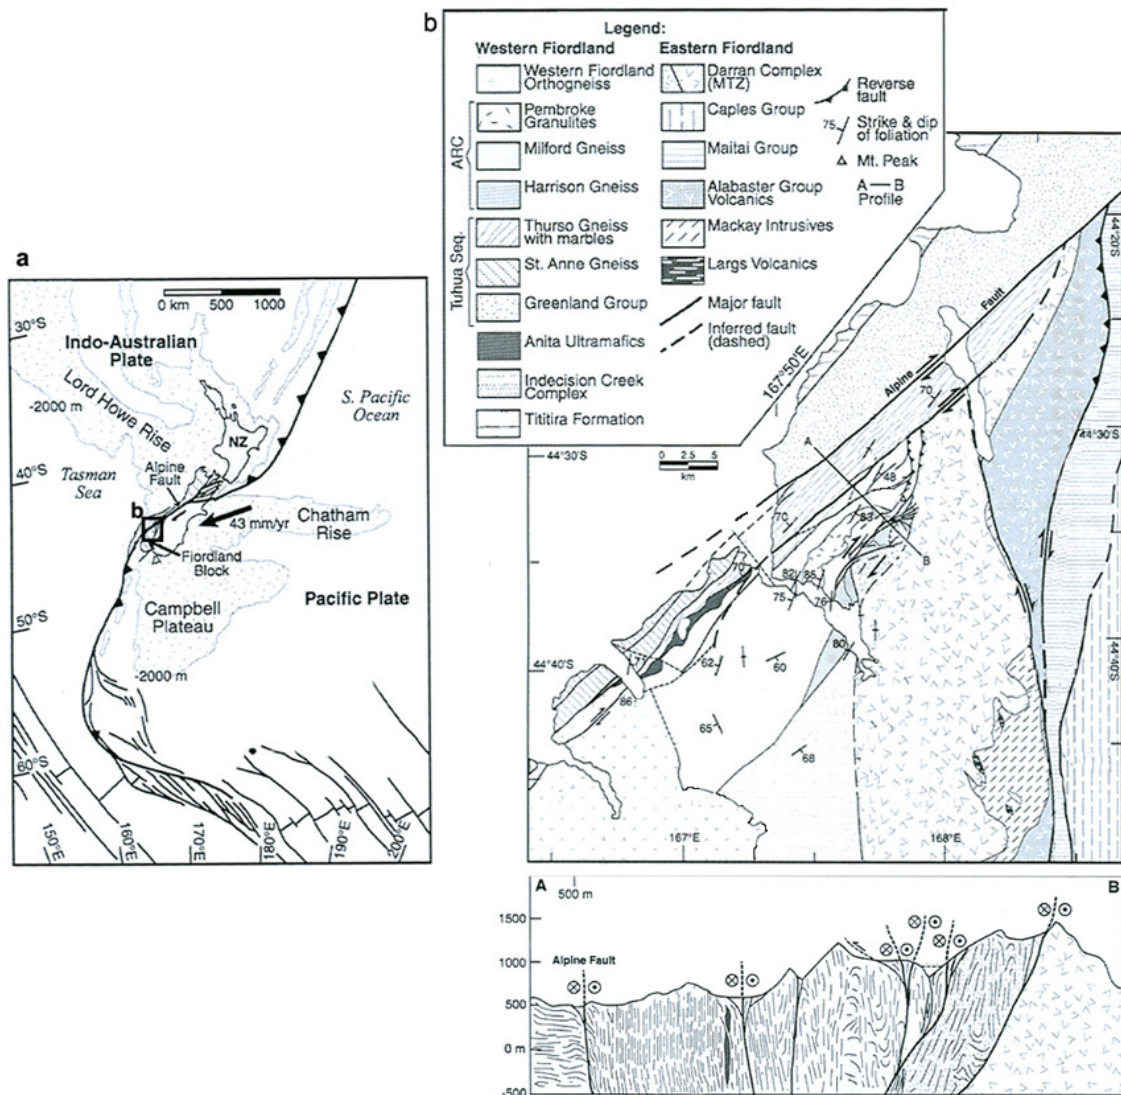 a
0 km 500 1000
30°S
Indo-Australian
Plate
Lord Howe Rise
-2000 m
S. Pacific
Ocean
NZ
40°S
Tasman
Sea
Alpine
Fault
b
43 mm/yr
Chatham
Rise
Fiordland
Block
Campbell
Plateau
Pacific Plate
50°S
-2000 m
60°S
150°E
160°E
170°E
180°E
190°E
200°E
b
Legend:
Western Fiordland
Western Fiordland
Orthogneiss
ARC
Pembroke
Granulites
Milford Gneiss
Harrison Gneiss
Tuhua Seq.
Thurso Gneiss
with marbles
St. Anne Gneiss
Greenland Group
Anita Ultramafics
Indecision Creek
Complex
Tititira Formation
Eastern Fiordland
Darran Complex
(MTZ)
Caples Group
Maitai Group
Alabaster Group
Volcanics
Mackay Intrusives
Largs Volcanics
Major fault
Inferred fault
(dashed)
Reverse
fault
75
Strike & dip
of foliation
Mt. Peak
A — B
Profile
44°20'S
167°50'E
Alpine Fault
70
44°30'S
44°30'S
0 2.5 5
km
A
48
70
83
B
70
82
85
75
76
80
44°40'S
44°40'S
77
62
60
86
65
68
167°E
168°E
A
500 m
B
1500
1000
Alpine Fault
500
0 m
-500